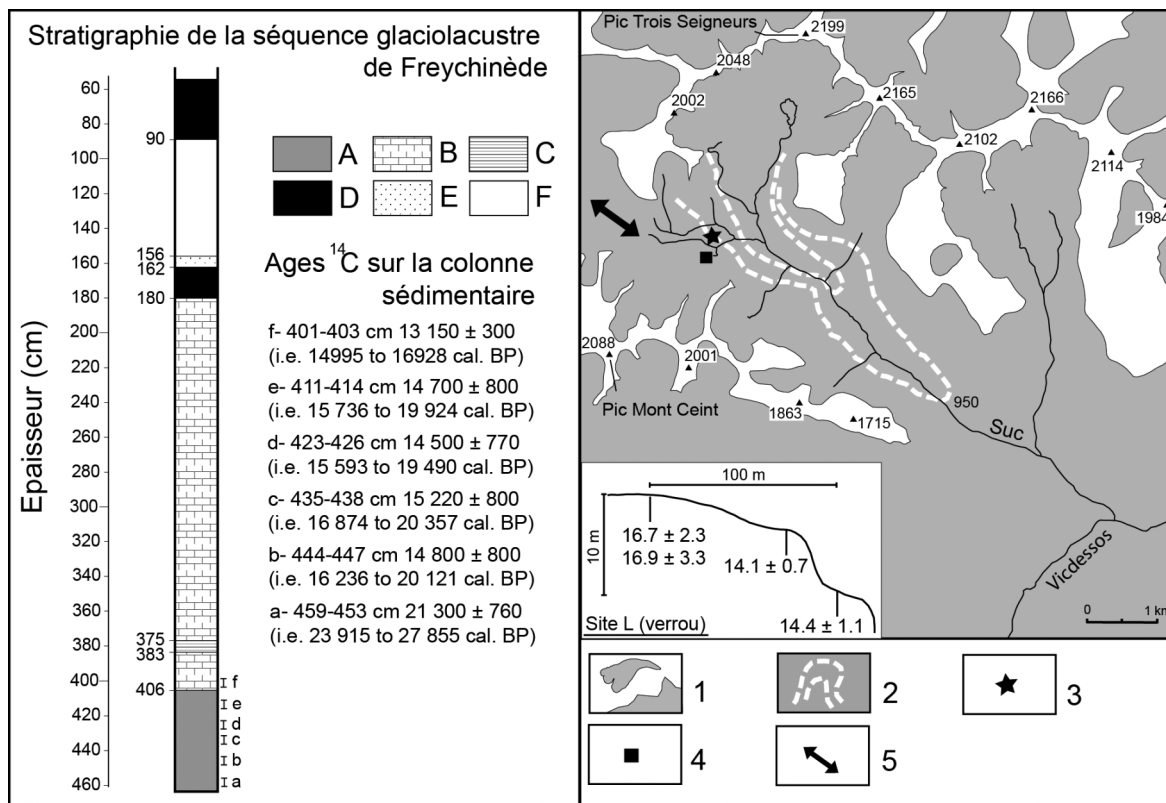 Stratigraphie de la séquence glaciolacustre
de Freychinède
60
80
90
100
120
140
156
160
162
180
200
220
240
260
280
300
320
340
360
375
380
383
400
406
420
440
460
Epaisseur (cm)
f
e
d
c
b
a
A B C
D E F
Ages 14C sur la colonne
sédimentaire
f- 401-403 cm 13 150 ± 300
(i.e. 14995 to 16928 cal. BP)
e- 411-414 cm 14 700 ± 800
(i.e. 15 736 to 19 924 cal. BP)
d- 423-426 cm 14 500 ± 770
(i.e. 15 593 to 19 490 cal. BP)
c- 435-438 cm 15 220 ± 800
(i.e. 16 874 to 20 357 cal. BP)
b- 444-447 cm 14 800 ± 800
(i.e. 16 236 to 20 121 cal. BP)
a- 459-453 cm 21 300 ± 760
(i.e. 23 915 to 27 855 cal. BP)
Pic Trois Seigneurs
2199
2048
2002
2165
2166
2102
2114
1984
2088
2001
Pic Mont Ceint
1863
1715
950
Suc
Vicdessos
0 1 km
100 m
10 m
16.7 ± 2.3
16.9 ± 3.3
14.1 ± 0.7
14.4 ± 1.1
Site L (verrou)
1 2 3
4 5